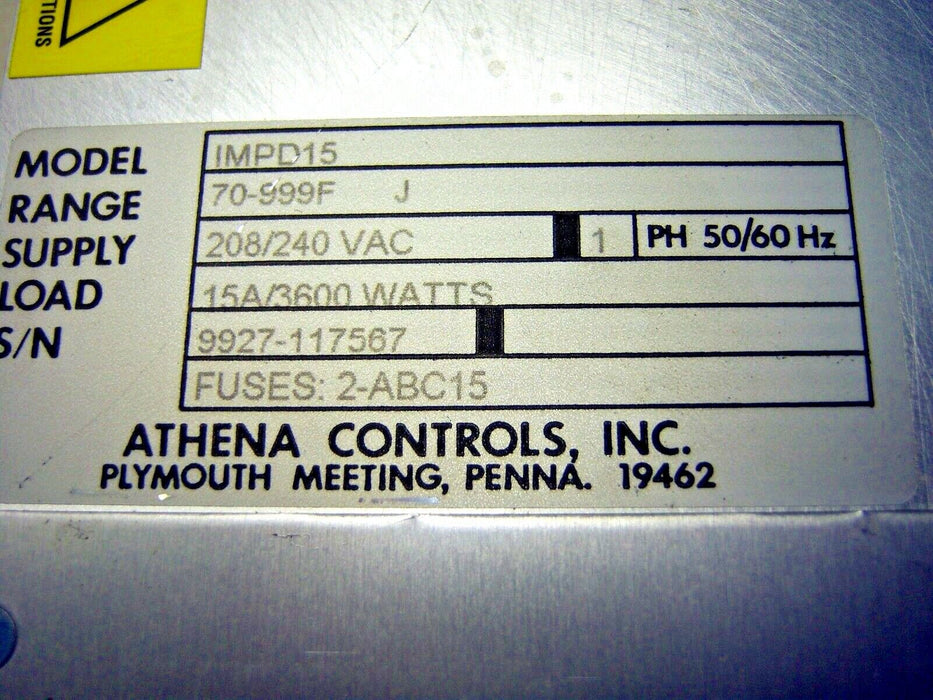 TIONS
MODEL IMPD15
RANGE 70-999F J
SUPPLY 208/240 VAC 1 PH 50/60 Hz
LOAD 15A/3600 WATTS
S/N 9927-117567
FUSES: 2-ABC15
ATHENA CONTROLS, INC.
PLYMOUTH MEETING, PENNA. 19462